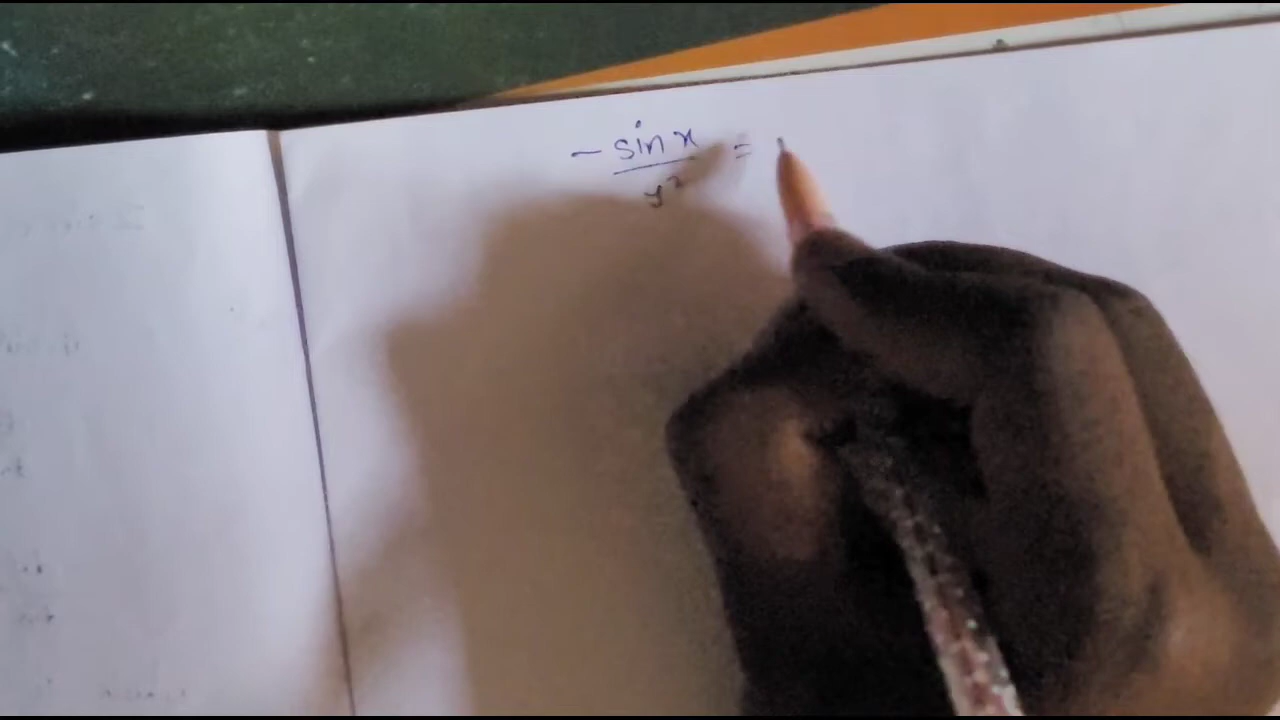 - sin x / y² =